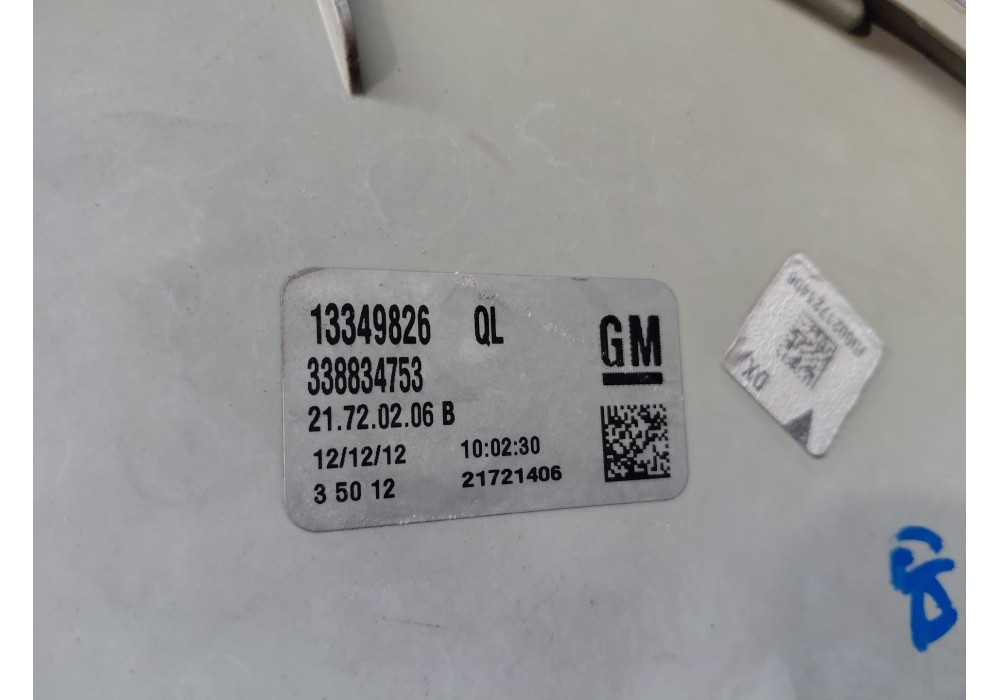 13349826 QL
GM
338834753
21.72.02.06 B
12/12/12 10:02:30
3 50 12 21721406